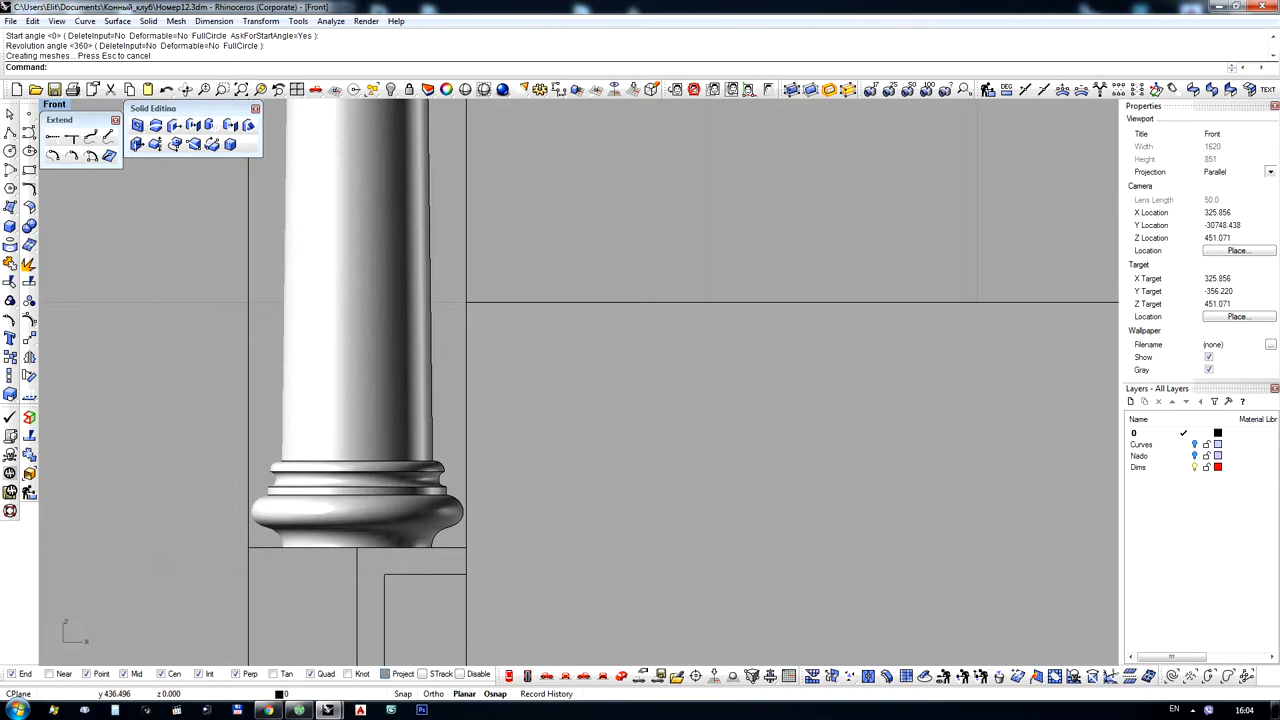 C:\Users\Elit\Documents\Конный_клуб\Номер12.3dm - Rhinoceros (Corporate) - [Front]
File Edit View Curve Surface Solid Mesh Dimension Transform Tools Analyze Render Help
Start angle <0> ( DeleteInput=No Deformable=No FullCircle AskForStartAngle=Yes ):
Revolution angle <360> ( DeleteInput=No Deformable=No FullCircle ):
Creating meshes... Press Esc to cancel
Command:
TEXT
Front
Solid Editing
Extend
Properties
Viewport
Title Front
Width 1620
Height 851
Projection Parallel
Camera
Lens Length 50.0
X Location 325.856
Y Location -30748.438
Z Location 451.071
Location Place...
Target
X Target 325.856
Y Target -356.220
Z Target 451.071
Location Place...
Wallpaper
Filename (none)
Show
Gray
Layers - All Layers
Name Material Libr
0
Curves
Nado
Dims
z
x
End Near Point Mid Cen Int Perp Tan Quad Knot Project STrack Disable
CPlane y 436.496 z 0.000 0 Snap Ortho Planar Osnap Record History
EN 16:04